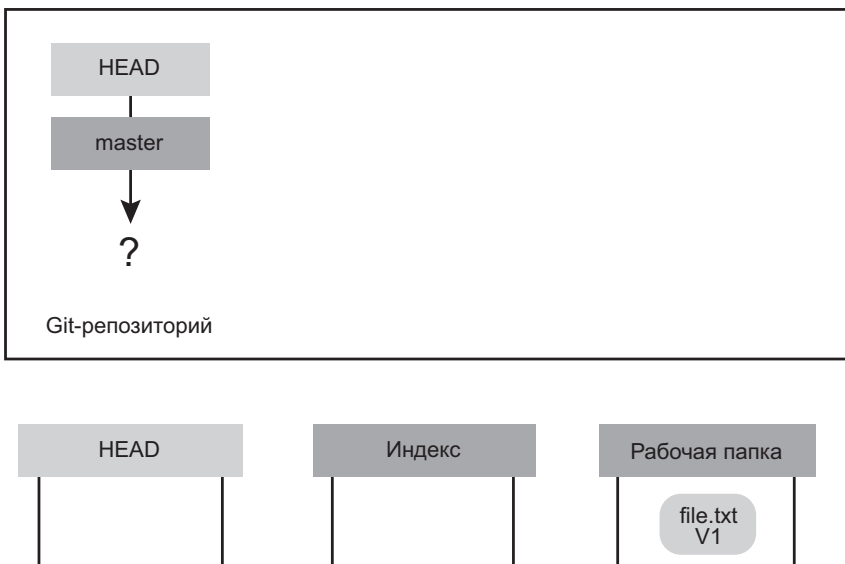 HEAD
master
?
Git-репозиторий
HEAD
Индекс
Рабочая папка
file.txt
V1